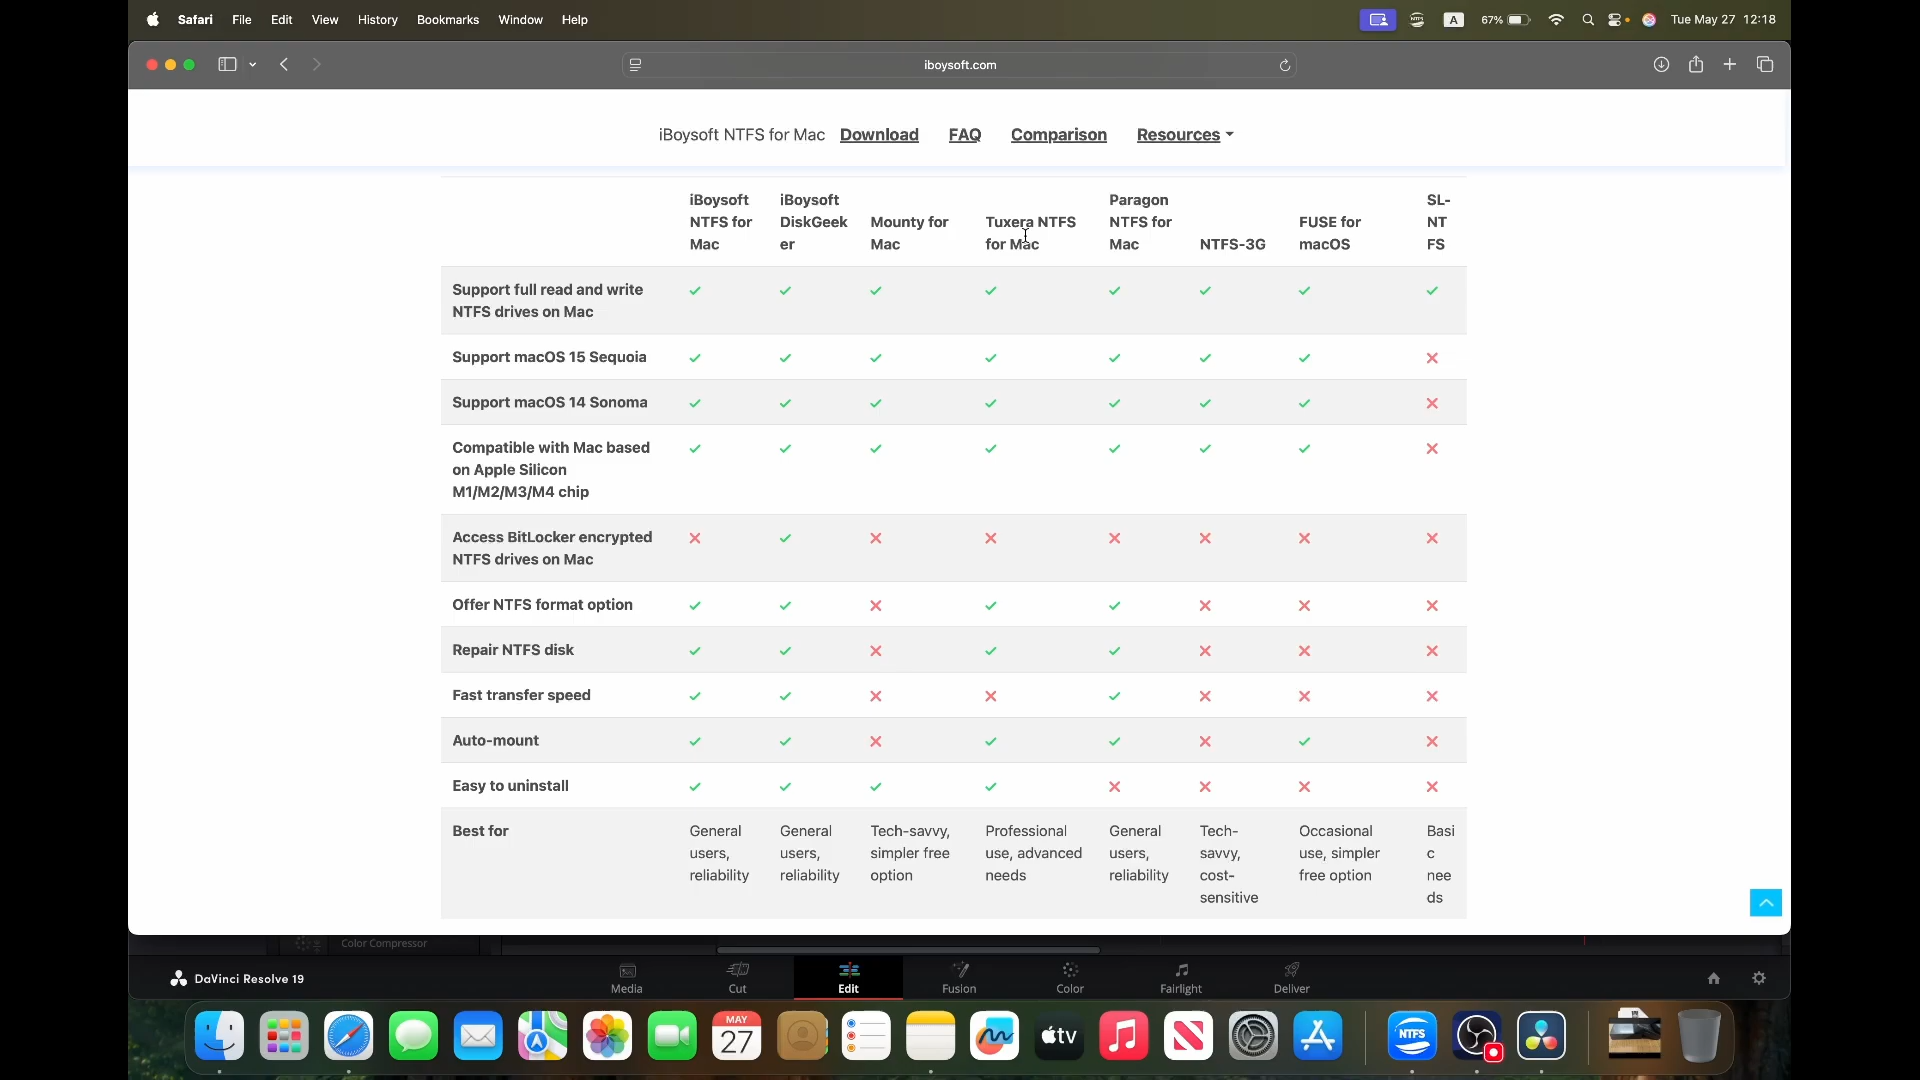 Safari File Edit View History Bookmarks Window Help
NTFS A 67% Tue May 27 12:18
iboysoft.com
iBoysoft NTFS for Mac Download FAQ Comparison Resources
iBoysoft
NTFS for
Mac
iBoysoft
DiskGeek
er
Mounty for
Mac
Tuxera NTFS
for Mac
Paragon
NTFS for
Mac
NTFS-3G
FUSE for
macOS
SL-
NT
FS
Support full read and write
NTFS drives on Mac
Support macOS 15 Sequoia
Support macOS 14 Sonoma
Compatible with Mac based
on Apple Silicon
M1/M2/M3/M4 chip
Access BitLocker encrypted
NTFS drives on Mac
Offer NTFS format option
Repair NTFS disk
Fast transfer speed
Auto-mount
Easy to uninstall
Best for
General
users,
reliability
General
users,
reliability
Tech-savvy,
simpler free
option
Professional
use, advanced
needs
General
users,
reliability
Tech-
savvy,
cost-
sensitive
Occasional
use, simpler
free option
Basi
c
nee
ds
Color Compressor
DaVinci Resolve 19
Media Cut Edit Fusion Color Fairlight Deliver
MAY
27
tv
NTFS